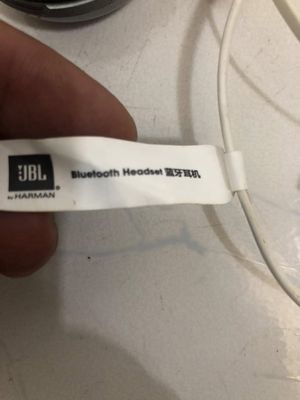 JBL
by HARMAN
Bluetooth Headset 蓝牙耳机